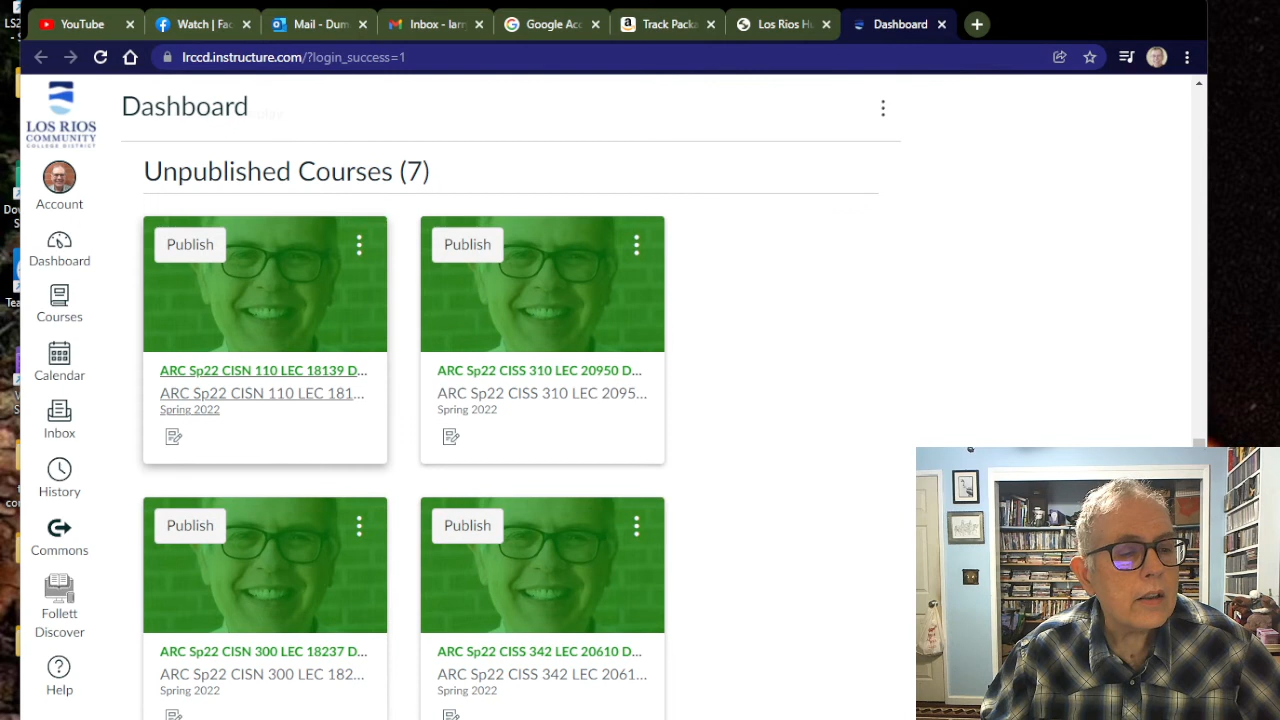 YouTube
Watch | Fac
Mail - Dum
Inbox - larr
Google Acc
Track Packa
Los Rios Hu
Dashboard
lrccd.instructure.com/?login_success=1
LOS RIOS
COMMUNITY
COLLEGE DISTRICT
Account
Dashboard
Courses
Calendar
Inbox
History
Commons
Follett
Discover
Help
Dashboard
Unpublished Courses (7)
Publish
ARC Sp22 CISN 110 LEC 18139 D...
ARC Sp22 CISN 110 LEC 181...
Spring 2022
Publish
ARC Sp22 CISS 310 LEC 20950 D...
ARC Sp22 CISS 310 LEC 2095...
Spring 2022
Publish
ARC Sp22 CISN 300 LEC 18237 D...
ARC Sp22 CISN 300 LEC 182...
Spring 2022
Publish
ARC Sp22 CISS 342 LEC 20610 D...
ARC Sp22 CISS 342 LEC 2061...
Spring 2022